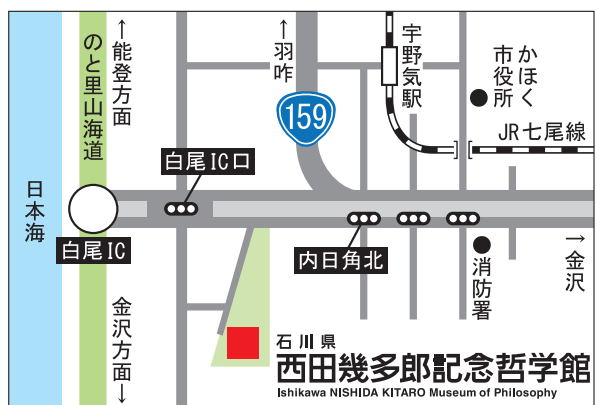 ↑能登方面
のと里山海道
日本海
白尾IC
金沢方面↓
白尾IC口
←羽咋
159
宇野気駅
かほく
市役所
JR七尾線
内日角北
消防署
→金沢
石川県
西田幾多郎記念哲学館
Ishikawa NISHIDA KITARO Museum of Philosophy